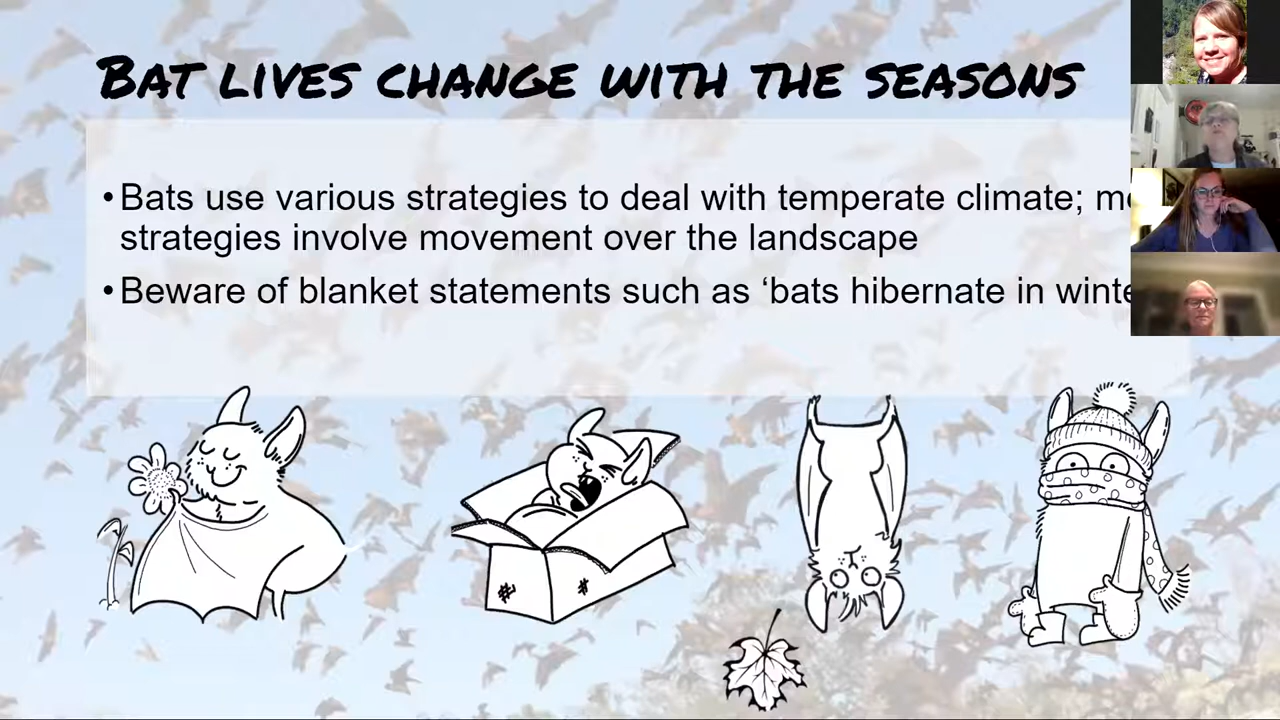 BAT LIVES CHANGE WITH THE SEASONS
•Bats use various strategies to deal with temperate climate;
strategies involve movement over the landscape
•Beware of blanket statements such as ‘bats hibernate in